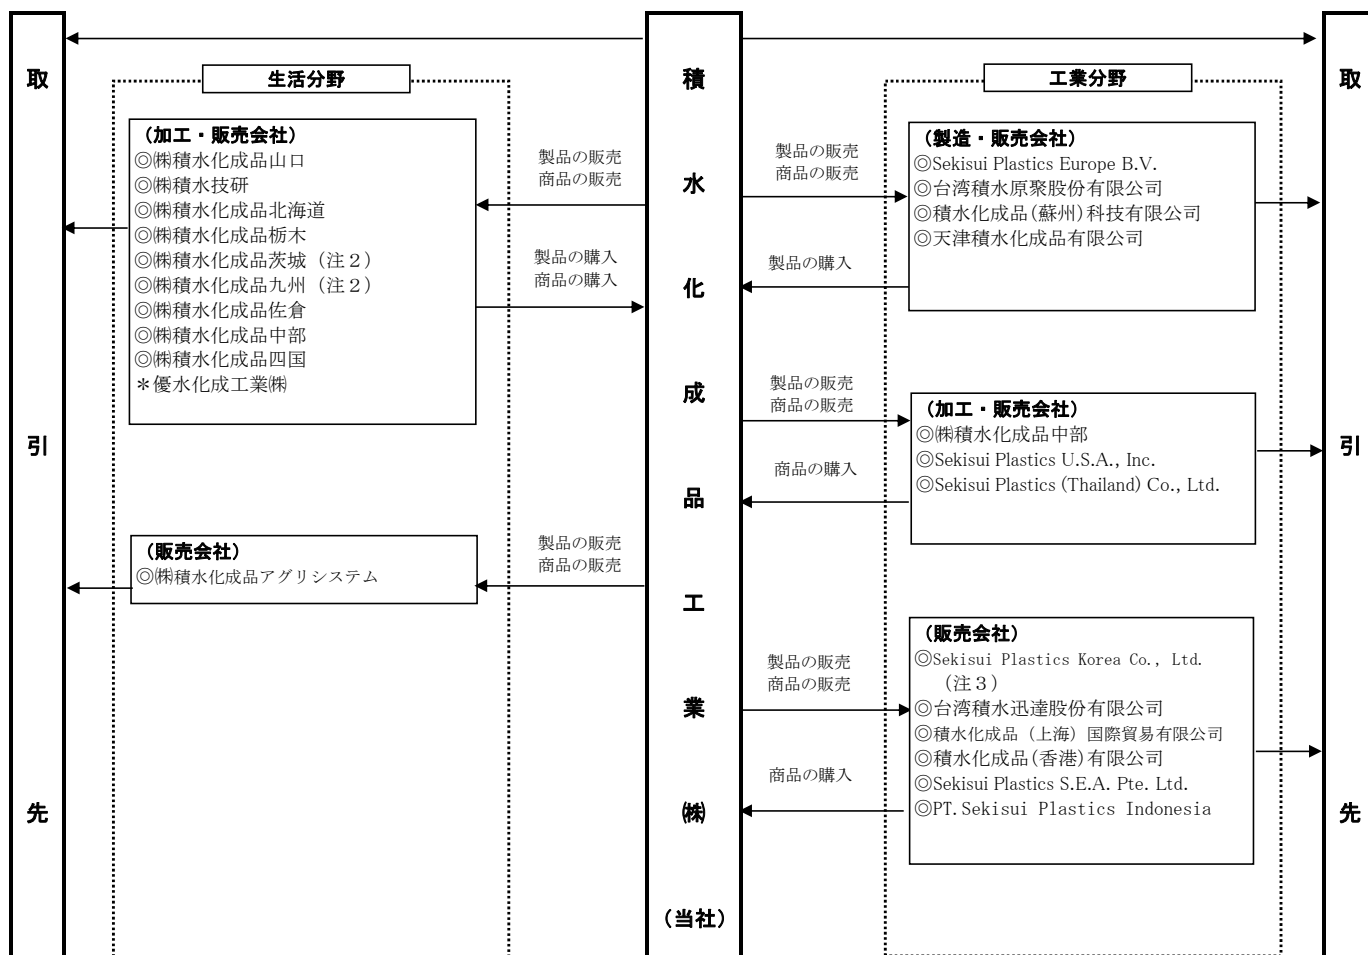 取
引
先
生活分野
(加工・販売会社)
◎㈱積水化成品山口
◎㈱積水技研
◎㈱積水化成品北海道
◎㈱積水化成品栃木
◎㈱積水化成品茨城（注２）
◎㈱積水化成品九州（注２）
◎㈱積水化成品佐倉
◎㈱積水化成品中部
◎㈱積水化成品四国
＊優水化成工業㈱
製品の販売
商品の販売
製品の購入
商品の購入
(販売会社)
◎㈱積水化成品アグリシステム
製品の販売
商品の販売
積
水
化
成
品
工
業
㈱
(当社)
工業分野
製品の販売
商品の販売
製品の購入
(製造・販売会社)
◎Sekisui Plastics Europe B.V.
◎台湾積水原聚股份有限公司
◎積水化成品(蘇州)科技有限公司
◎天津積水化成品有限公司
製品の販売
商品の販売
商品の購入
(加工・販売会社)
◎㈱積水化成品中部
◎Sekisui Plastics U.S.A., Inc.
◎Sekisui Plastics (Thailand) Co., Ltd.
製品の販売
商品の販売
商品の購入
(販売会社)
◎Sekisui Plastics Korea Co., Ltd.
（注３）
◎台湾積水迅達股份有限公司
◎積水化成品（上海）国際貿易有限公司
◎積水化成品(香港)有限公司
◎Sekisui Plastics S.E.A. Pte. Ltd.
◎PT. Sekisui Plastics Indonesia
取
引
先